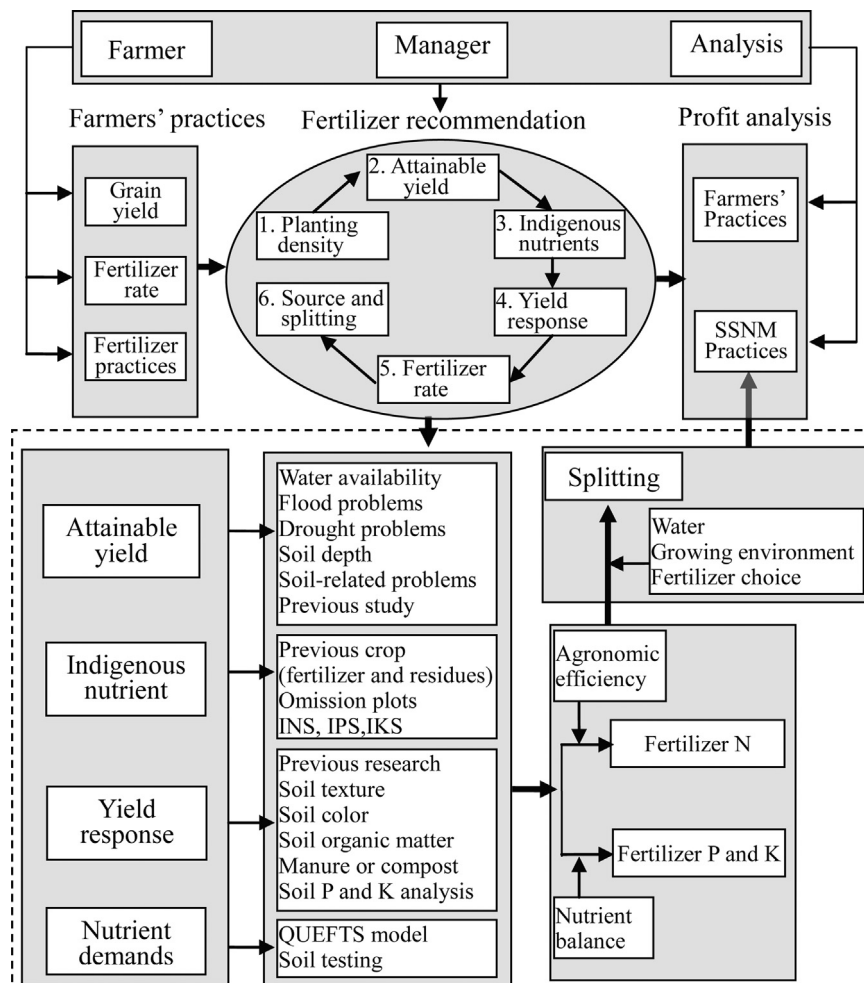 Farmer
Manager
Analysis
Farmers’ practices
Fertilizer recommendation
Profit analysis
Grain
yield
Fertilizer
rate
Fertilizer
practices
1. Planting
density
2. Attainable
yield
3. Indigenous
nutrients
4. Yield
response
5. Fertilizer
rate
6. Source and
splitting
Farmers’
Practices
SSNM
Practices
Attainable
yield
Indigenous
nutrient
Yield
response
Nutrient
demands
Water availability
Flood problems
Drought problems
Soil depth
Soil-related problems
Previous study
Previous crop
(fertilizer and residues)
Omission plots
INS, IPS,IKS
Previous research
Soil texture
Soil color
Soil organic matter
Manure or compost
Soil P and K analysis
QUEFTS model
Soil testing
Splitting
Water
Growing environment
Fertilizer choice
Agronomic
efficiency
Fertilizer N
Fertilizer P and K
Nutrient
balance